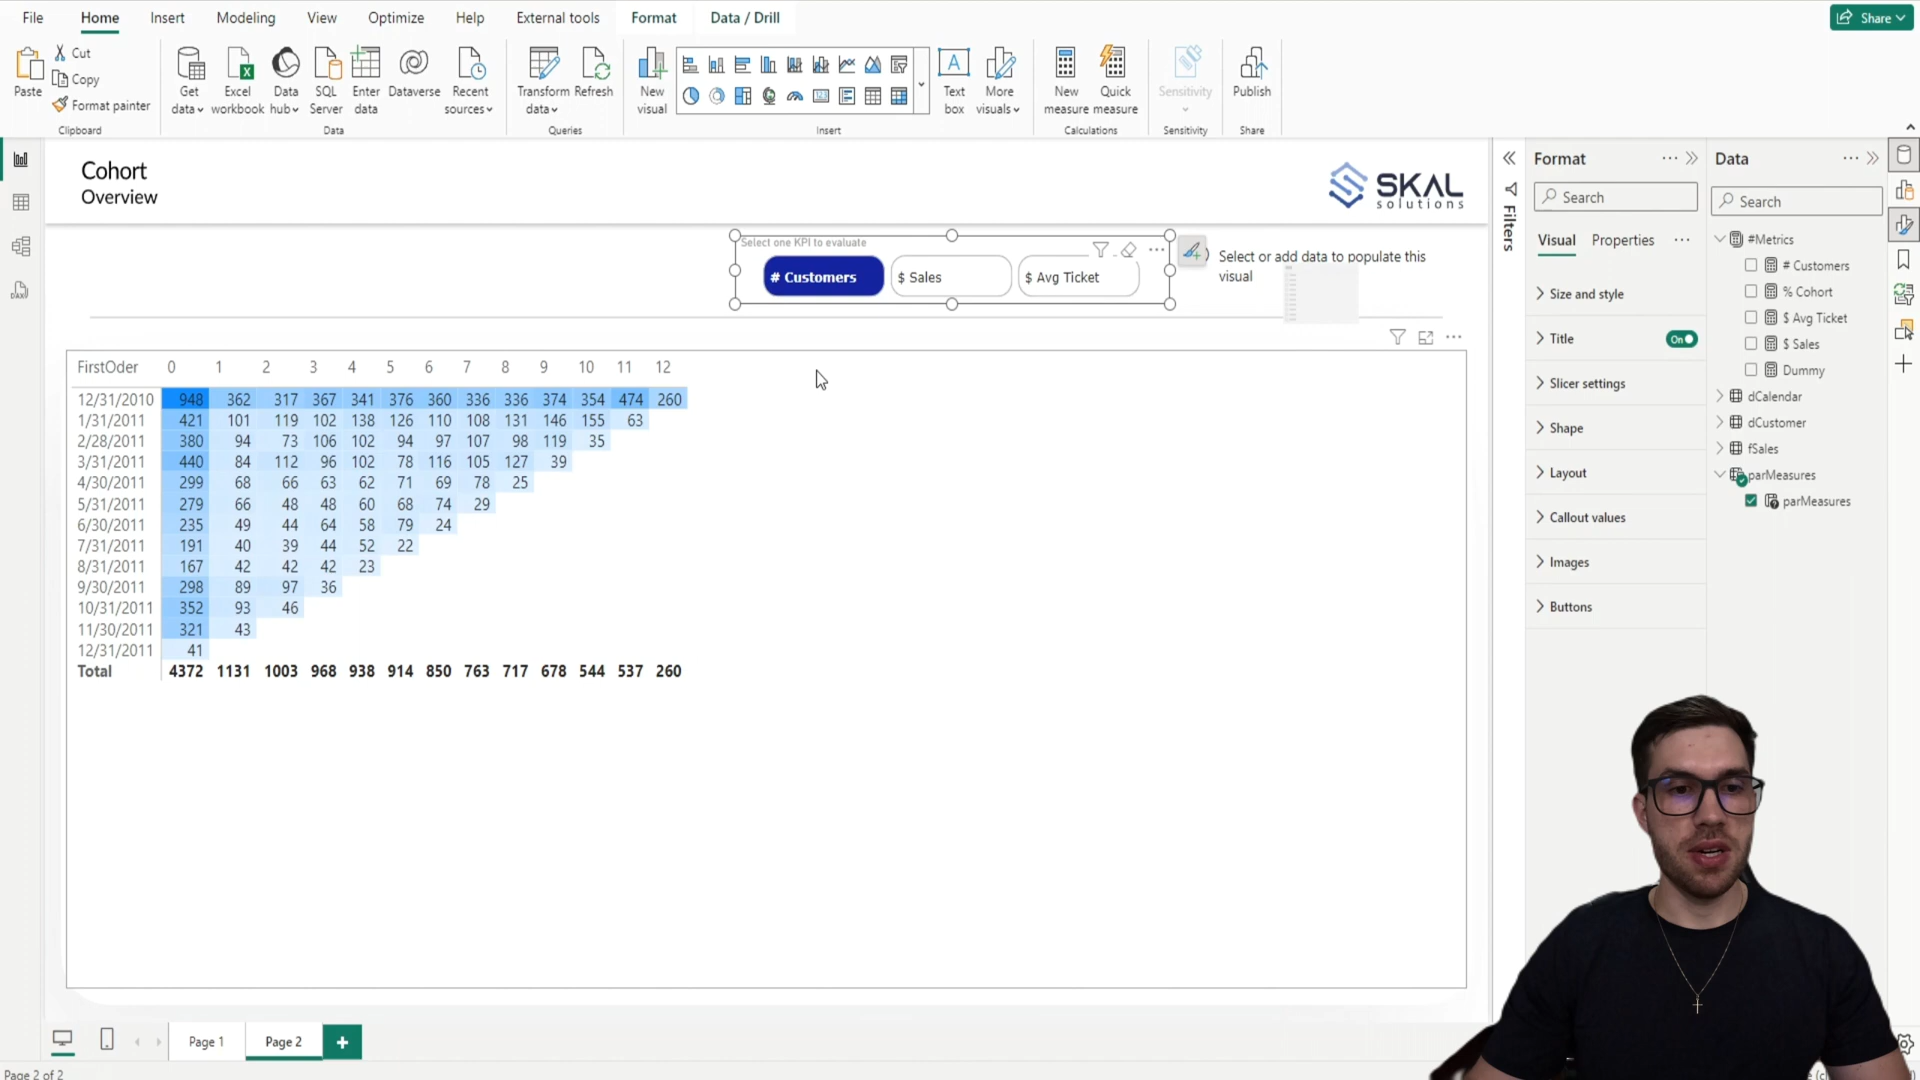 File Home Insert Modeling View Optimize Help External tools Format Data / Drill Share
Paste Cut Copy Format painter
Clipboard
Get data Excel workbook Data hub SQL Server Enter data Dataverse Recent sources
Data
Transform data Refresh
Queries
New visual Text box More visuals
Insert
New measure Quick measure
Calculations
Sensitivity
Sensitivity
Publish
Share
Cohort
Overview
SKAL
solutions
Select one KPI to evaluate
# Customers $ Sales $ Avg Ticket
Select or add data to populate this
visual
FirstOder 0 1 2 3 4 5 6 7 8 9 10 11 12
12/31/2010 948 362 317 367 341 376 360 336 336 374 354 474 260
1/31/2011 421 101 119 102 138 126 110 108 131 146 155 63
2/28/2011 380 94 73 106 102 94 97 107 98 119 35
3/31/2011 440 84 112 96 102 78 116 105 127 39
4/30/2011 299 68 66 63 62 71 69 78 25
5/31/2011 279 66 48 48 60 68 74 29
6/30/2011 235 49 44 64 58 79 24
7/31/2011 191 40 39 44 52 22
8/31/2011 167 42 42 42 23
9/30/2011 298 89 97 36
10/31/2011 352 93 46
11/30/2011 321 43
12/31/2011 41
Total 4372 1131 1003 968 938 914 850 763 717 678 544 537 260
Filters
Format
Search
Visual Properties
Size and style
Title On
Slicer settings
Shape
Layout
Callout values
Images
Buttons
Data
Search
#Metrics
# Customers
% Cohort
$ Avg Ticket
$ Sales
Dummy
dCalendar
dCustomer
fSales
parMeasures
parMeasures
Page 1 Page 2
Page 2 of 2